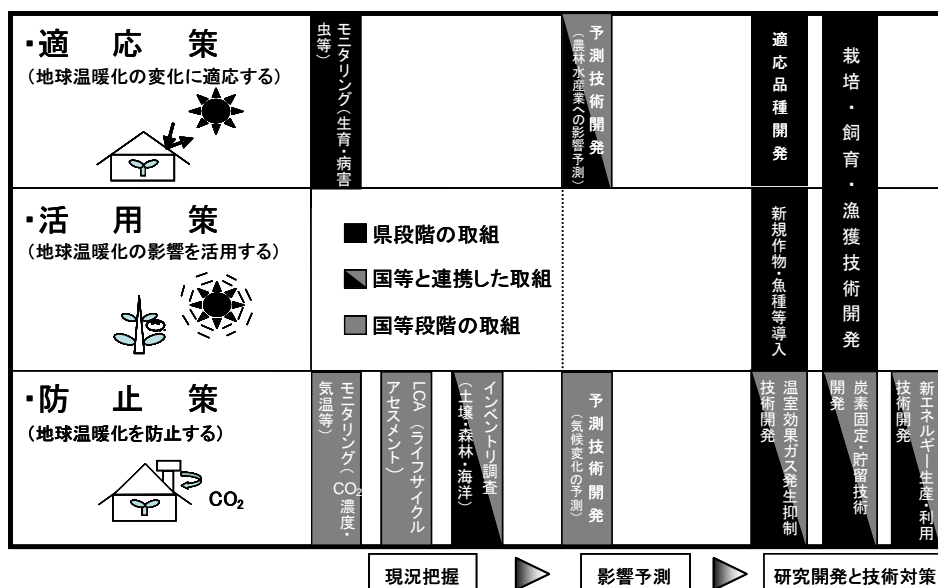 ・適 応 策
(地球温暖化の変化に適応する)
モニタリング(生育・病害
虫等)
予測技術開発
(農林水産業への影響予測)
適応品種開発
栽培・飼育・漁獲技術開発
・活 用 策
(地球温暖化の影響を活用する)
■県段階の取組
国等と連携した取組
■国等段階の取組
新規作物・魚種等導入
・防 止 策
(地球温暖化を防止する)
CO2
モニタリング(CO2濃度・
気温等)
LCA(ライフサイクル
アセスメント)
インベントリ調査
(土壌・森林・海洋)
予測技術開発
(気候変化の予測)
温室効果ガス発生抑制
技術開発
炭素固定・貯留技術
開発
新エネルギー生産・利用
技術開発
現況把握
影響予測
研究開発と技術対策